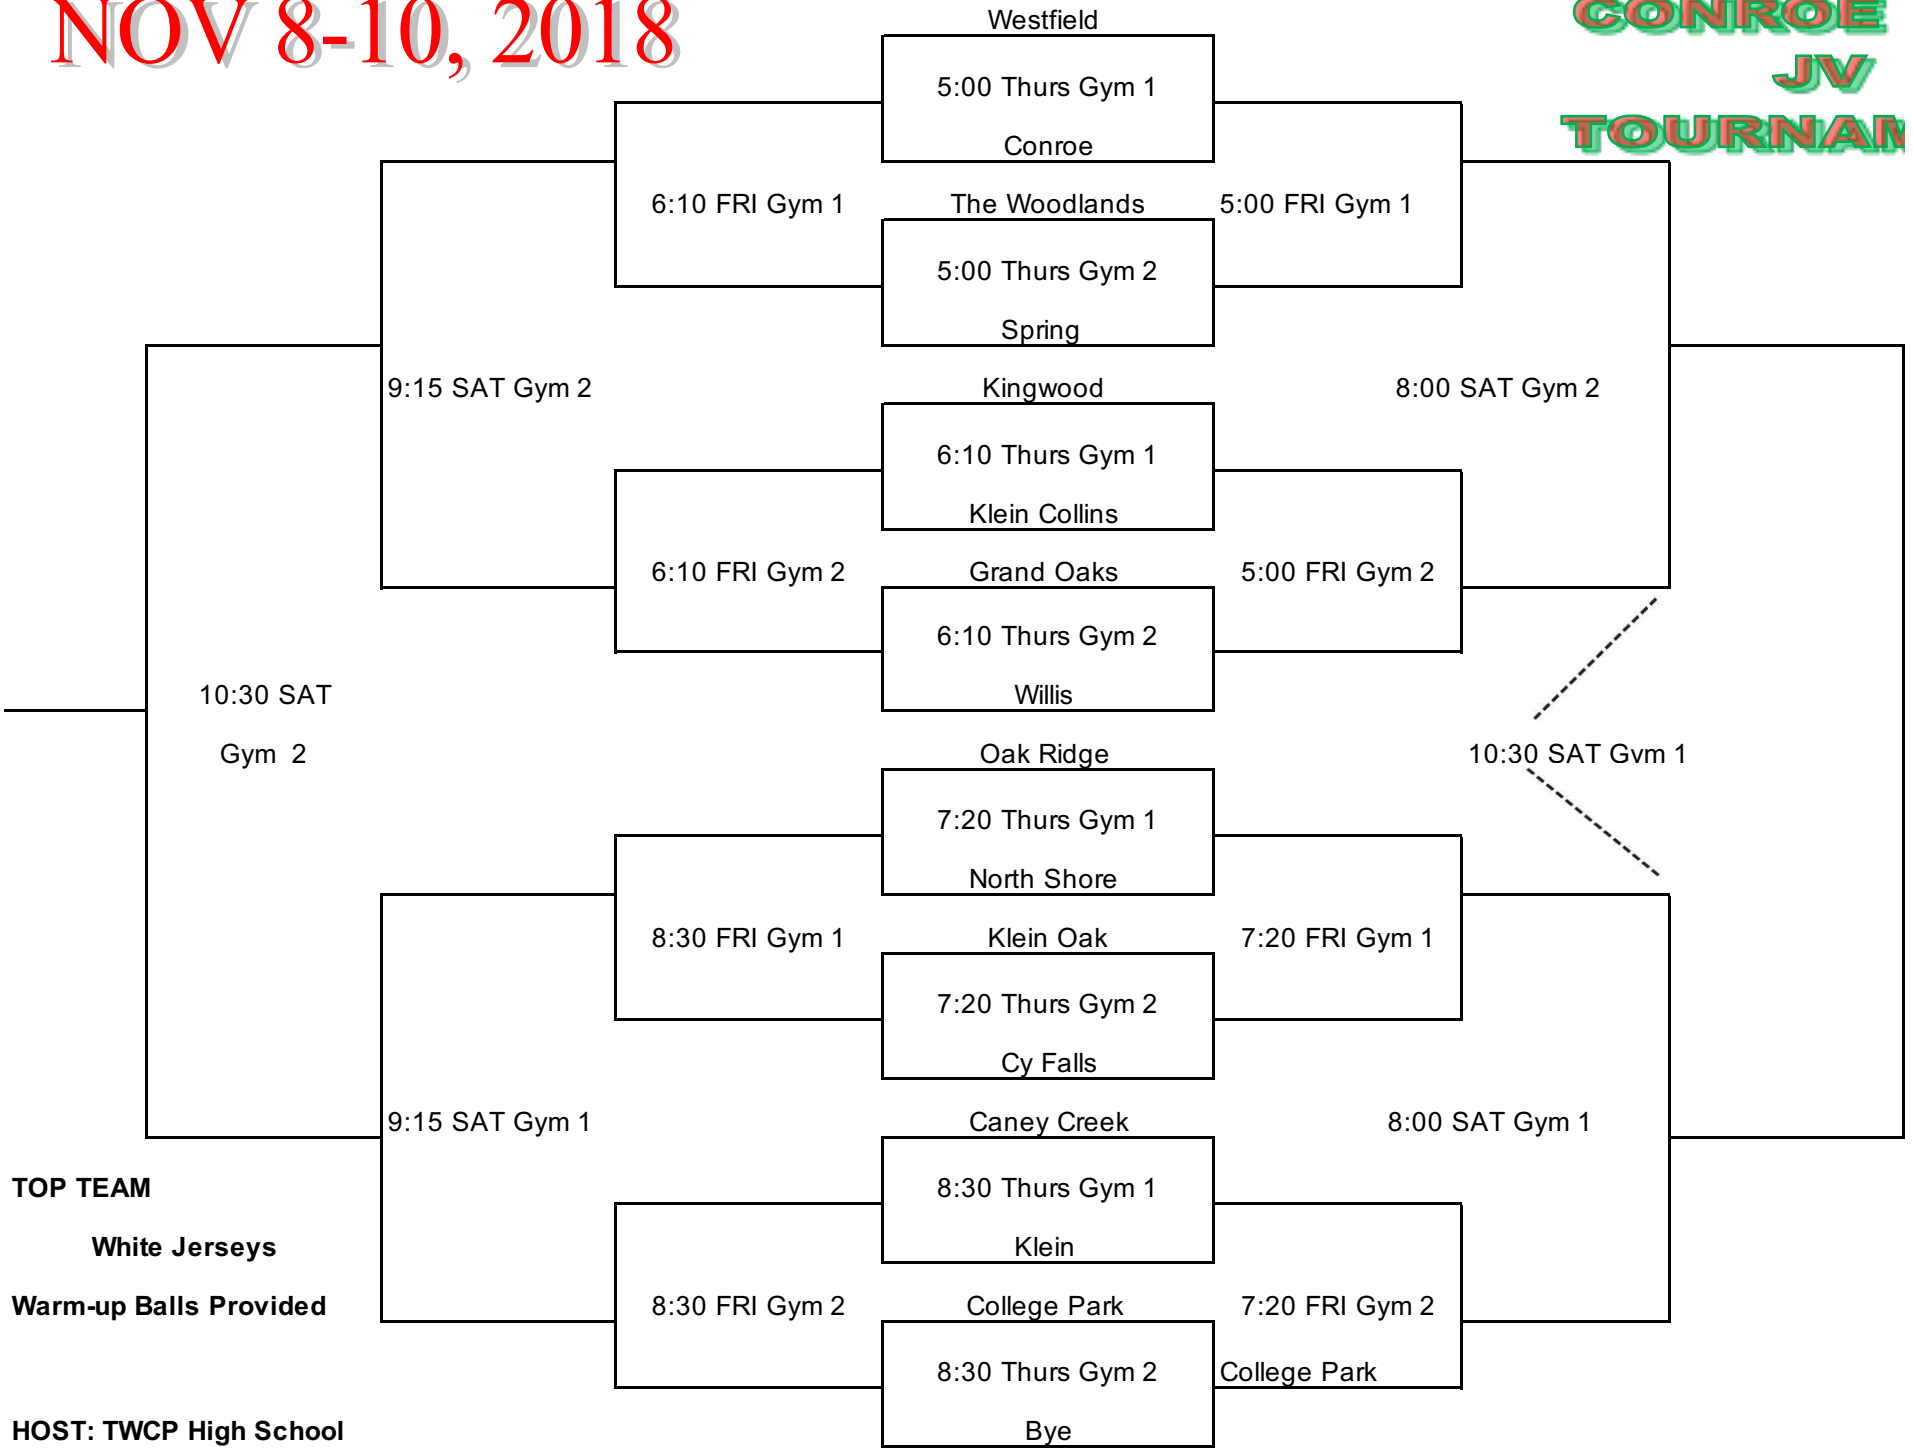 NOV 8-10, 2018
CONROE
JV
Westfield
5:00 Thurs Gym 1
Conroe
6:10 FRI Gym 1
The Woodlands
5:00 FRI Gym 1
5:00 Thurs Gym 2
Spring
9:15 SAT Gym 2
Kingwood
8:00 SAT Gym 2
6:10 Thurs Gym 1
Klein Collins
6:10 FRI Gym 2
Grand Oaks
5:00 FRI Gym 2
6:10 Thurs Gym 2
10:30 SAT
Willis
Gym 2
Oak Ridge
10:30 SAT Gym 1
7:20 Thurs Gym 1
North Shore
8:30 FRI Gym 1
Klein Oak
7:20 FRI Gym 1
7:20 Thurs Gym 2
Cy Falls
9:15 SAT Gym 1
Caney Creek
8:00 SAT Gym 1
TOP TEAM
8:30 Thurs Gym 1
White Jerseys
Klein
Warm-up Balls Provided
8:30 FRI Gym 2
College Park
7:20 FRI Gym 2
8:30 Thurs Gym 2
College Park
HOST: TWCP High School
Bye